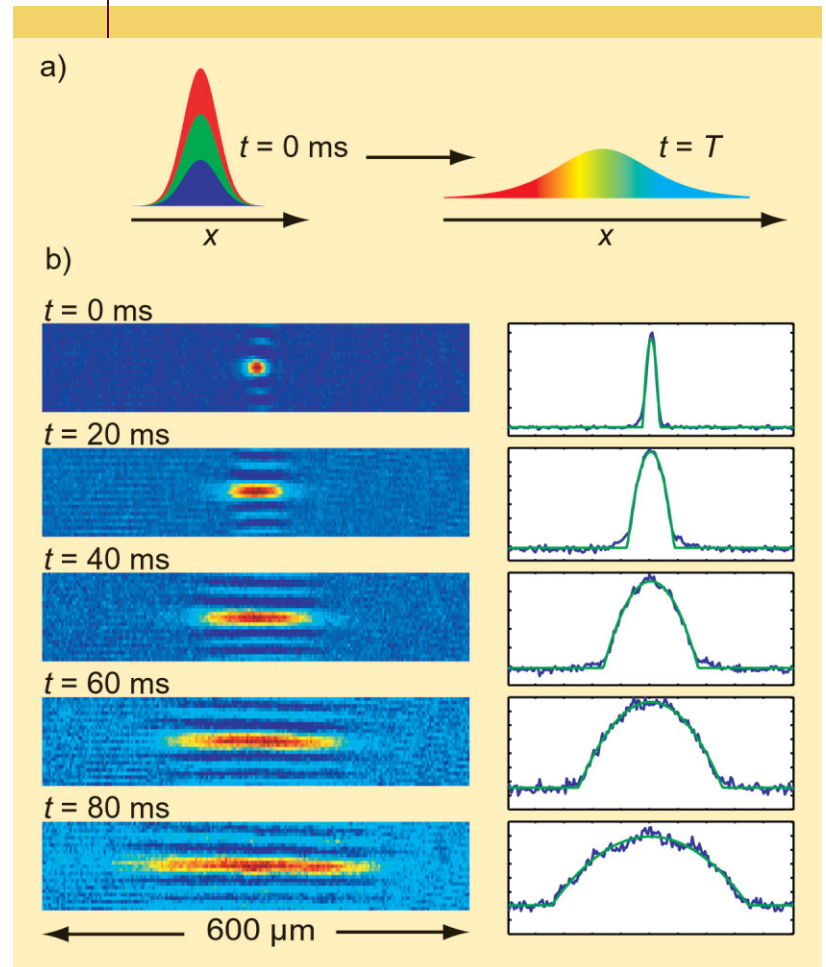 a)
t = 0 ms
t = T
x
x
b)
t = 0 ms
t = 20 ms
t = 40 ms
t = 60 ms
t = 80 ms
600 µm